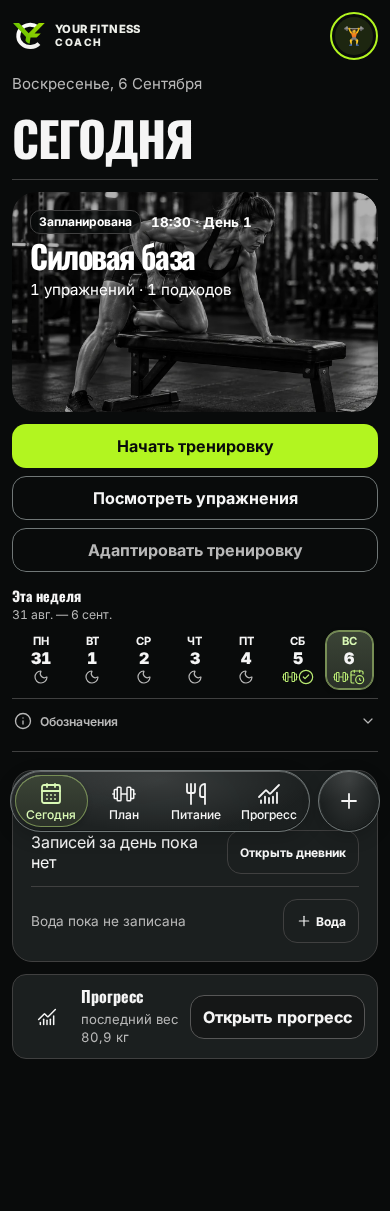 YOUR FITNESS
COACH
Воскресенье, 6 Сентября
СЕГОДНЯ
Запланирована 18:30 · День 1
Силовая база
1 упражнений · 1 подходов
Начать тренировку
Посмотреть упражнения
Адаптировать тренировку
Эта неделя
31 авг. — 6 сент.
ПН ВТ СР ЧТ ПТ СБ ВС
31 1 2 3 4 5 6
Обозначения
Сегодня План Питание Прогресс
Записей за день пока
нет
Открыть дневник
Вода пока не записана
Вода
Прогресс
последний вес
80,9 кг
Открыть прогресс